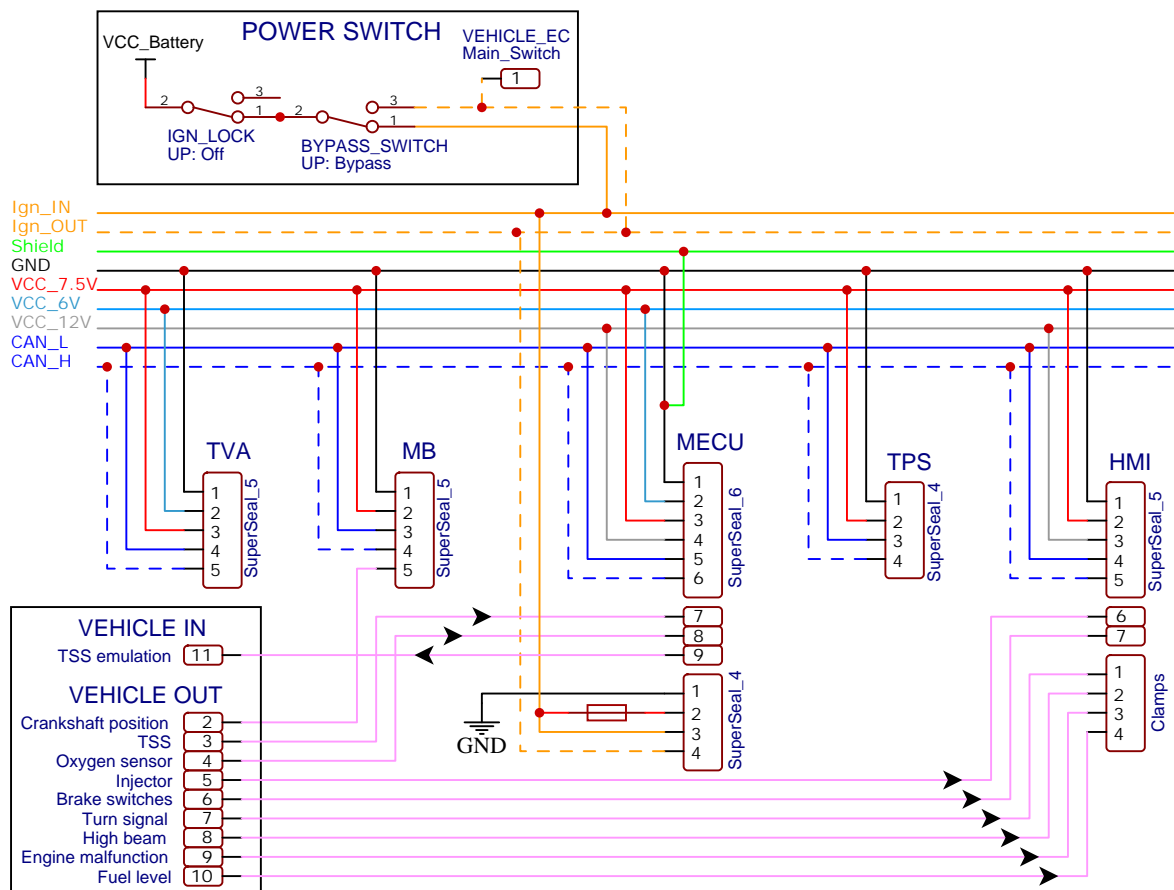 POWER SWITCH
VCC_Battery
VEHICLE_EC
Main_Switch
1
2
3
1
2
3
1
IGN_LOCK
UP: Off
BYPASS_SWITCH
UP: Bypass
Ign_IN
Ign_OUT
Shield
GND
VCC_7.5V
VCC_6V
VCC_12V
CAN_L
CAN_H
TVA
1
2
3
4
5
SuperSeal_5
MB
1
2
3
4
5
SuperSeal_5
MECU
1
2
3
4
5
6
SuperSeal_6
7
8
9
1
2
3
4
SuperSeal_4
GND
TPS
1
2
3
4
SuperSeal_4
HMI
1
2
3
4
5
SuperSeal_5
6
7
1
2
3
4
Clamps
VEHICLE IN
TSS emulation 11
VEHICLE OUT
Crankshaft position 2
TSS 3
Oxygen sensor 4
Injector 5
Brake switches 6
Turn signal 7
High beam 8
Engine malfunction 9
Fuel level 10